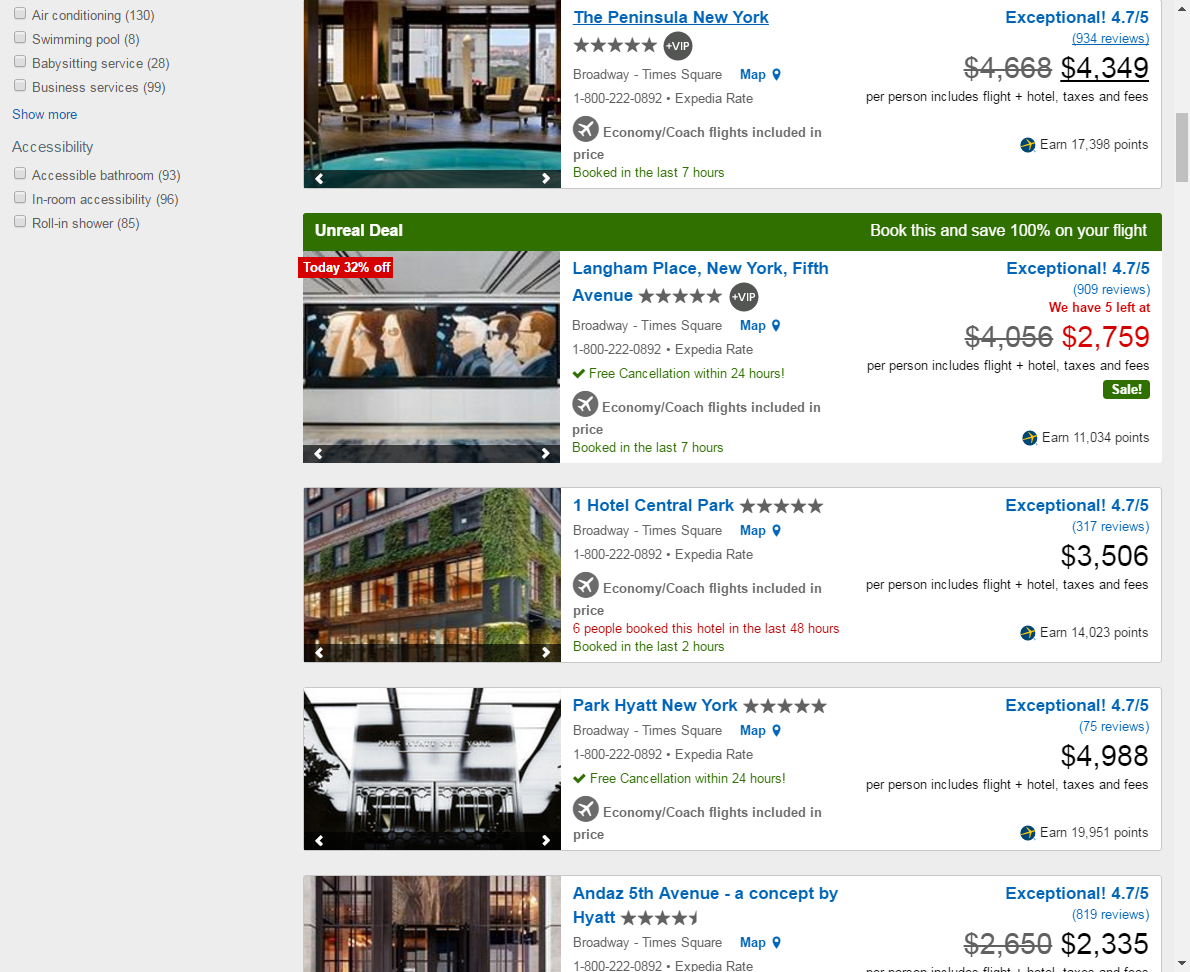 Air conditioning (130)
Swimming pool (8)
Babysitting service (28)
Business services (99)
Show more
Accessibility
Accessible bathroom (93)
In-room accessibility (96)
Roll-in shower (85)
The Peninsula New York
+VIP
Broadway - Times Square Map
1-800-222-0892 • Expedia Rate
Economy/Coach flights included in
price
Booked in the last 7 hours
Exceptional! 4.7/5
(934 reviews)
$4,668 $4,349
per person includes flight + hotel, taxes and fees
Earn 17,398 points
Unreal Deal
Book this and save 100% on your flight
Today 32% off
Langham Place, New York, Fifth
Avenue +VIP
Broadway - Times Square Map
1-800-222-0892 • Expedia Rate
Free Cancellation within 24 hours!
Economy/Coach flights included in
price
Booked in the last 7 hours
Exceptional! 4.7/5
(909 reviews)
We have 5 left at
$4,056 $2,759
per person includes flight + hotel, taxes and fees
Sale!
Earn 11,034 points
1 Hotel Central Park
Broadway - Times Square Map
1-800-222-0892 • Expedia Rate
Economy/Coach flights included in
price
6 people booked this hotel in the last 48 hours
Booked in the last 2 hours
Exceptional! 4.7/5
(317 reviews)
$3,506
per person includes flight + hotel, taxes and fees
Earn 14,023 points
PARK HYATT NEW YORK
Park Hyatt New York
Broadway - Times Square Map
1-800-222-0892 • Expedia Rate
Free Cancellation within 24 hours!
Economy/Coach flights included in
price
Exceptional! 4.7/5
(75 reviews)
$4,988
per person includes flight + hotel, taxes and fees
Earn 19,951 points
Andaz 5th Avenue - a concept by
Hyatt
Broadway - Times Square Map
1-800-222-0892 • Expedia Rate
Exceptional! 4.7/5
(819 reviews)
$2,650 $2,335
per person includes flight + hotel, taxes and fees